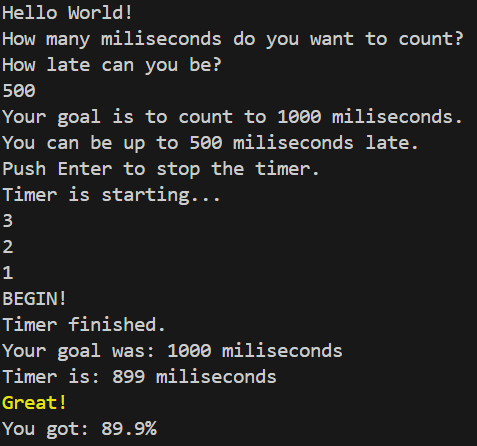 Hello World!
How many miliseconds do you want to count?
How late can you be?
500
Your goal is to count to 1000 miliseconds.
You can be up to 500 miliseconds late.
Push Enter to stop the timer.
Timer is starting...
3
2
1
BEGIN!
Timer finished.
Your goal was: 1000 miliseconds
Timer is: 899 miliseconds
Great!
You got: 89.9%